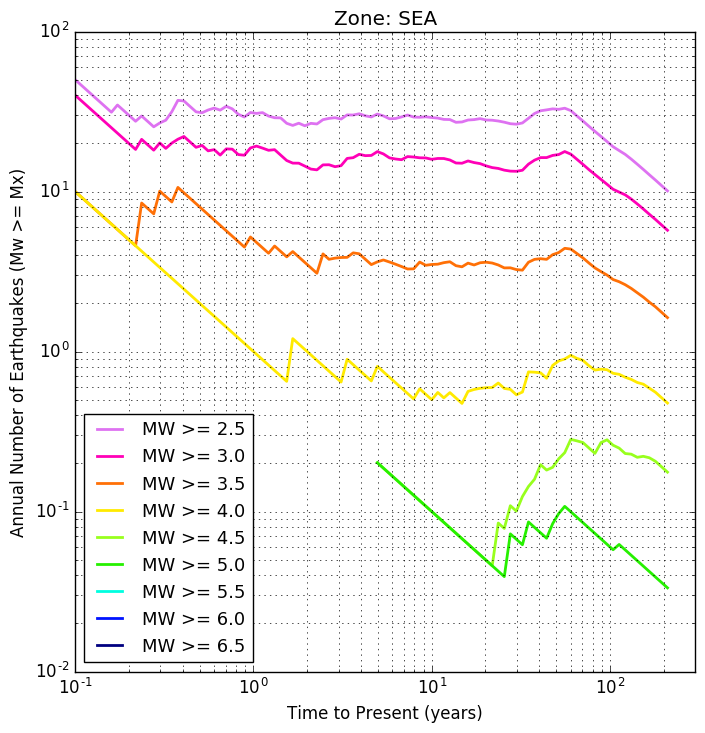 Zone: SEA
Annual Number of Earthquakes (Mw >= Mx)
10^2
10^1
10^0
10^-1
10^-2
MW >= 2.5
MW >= 3.0
MW >= 3.5
MW >= 4.0
MW >= 4.5
MW >= 5.0
MW >= 5.5
MW >= 6.0
MW >= 6.5
10^-1 10^0 10^1 10^2
Time to Present (years)